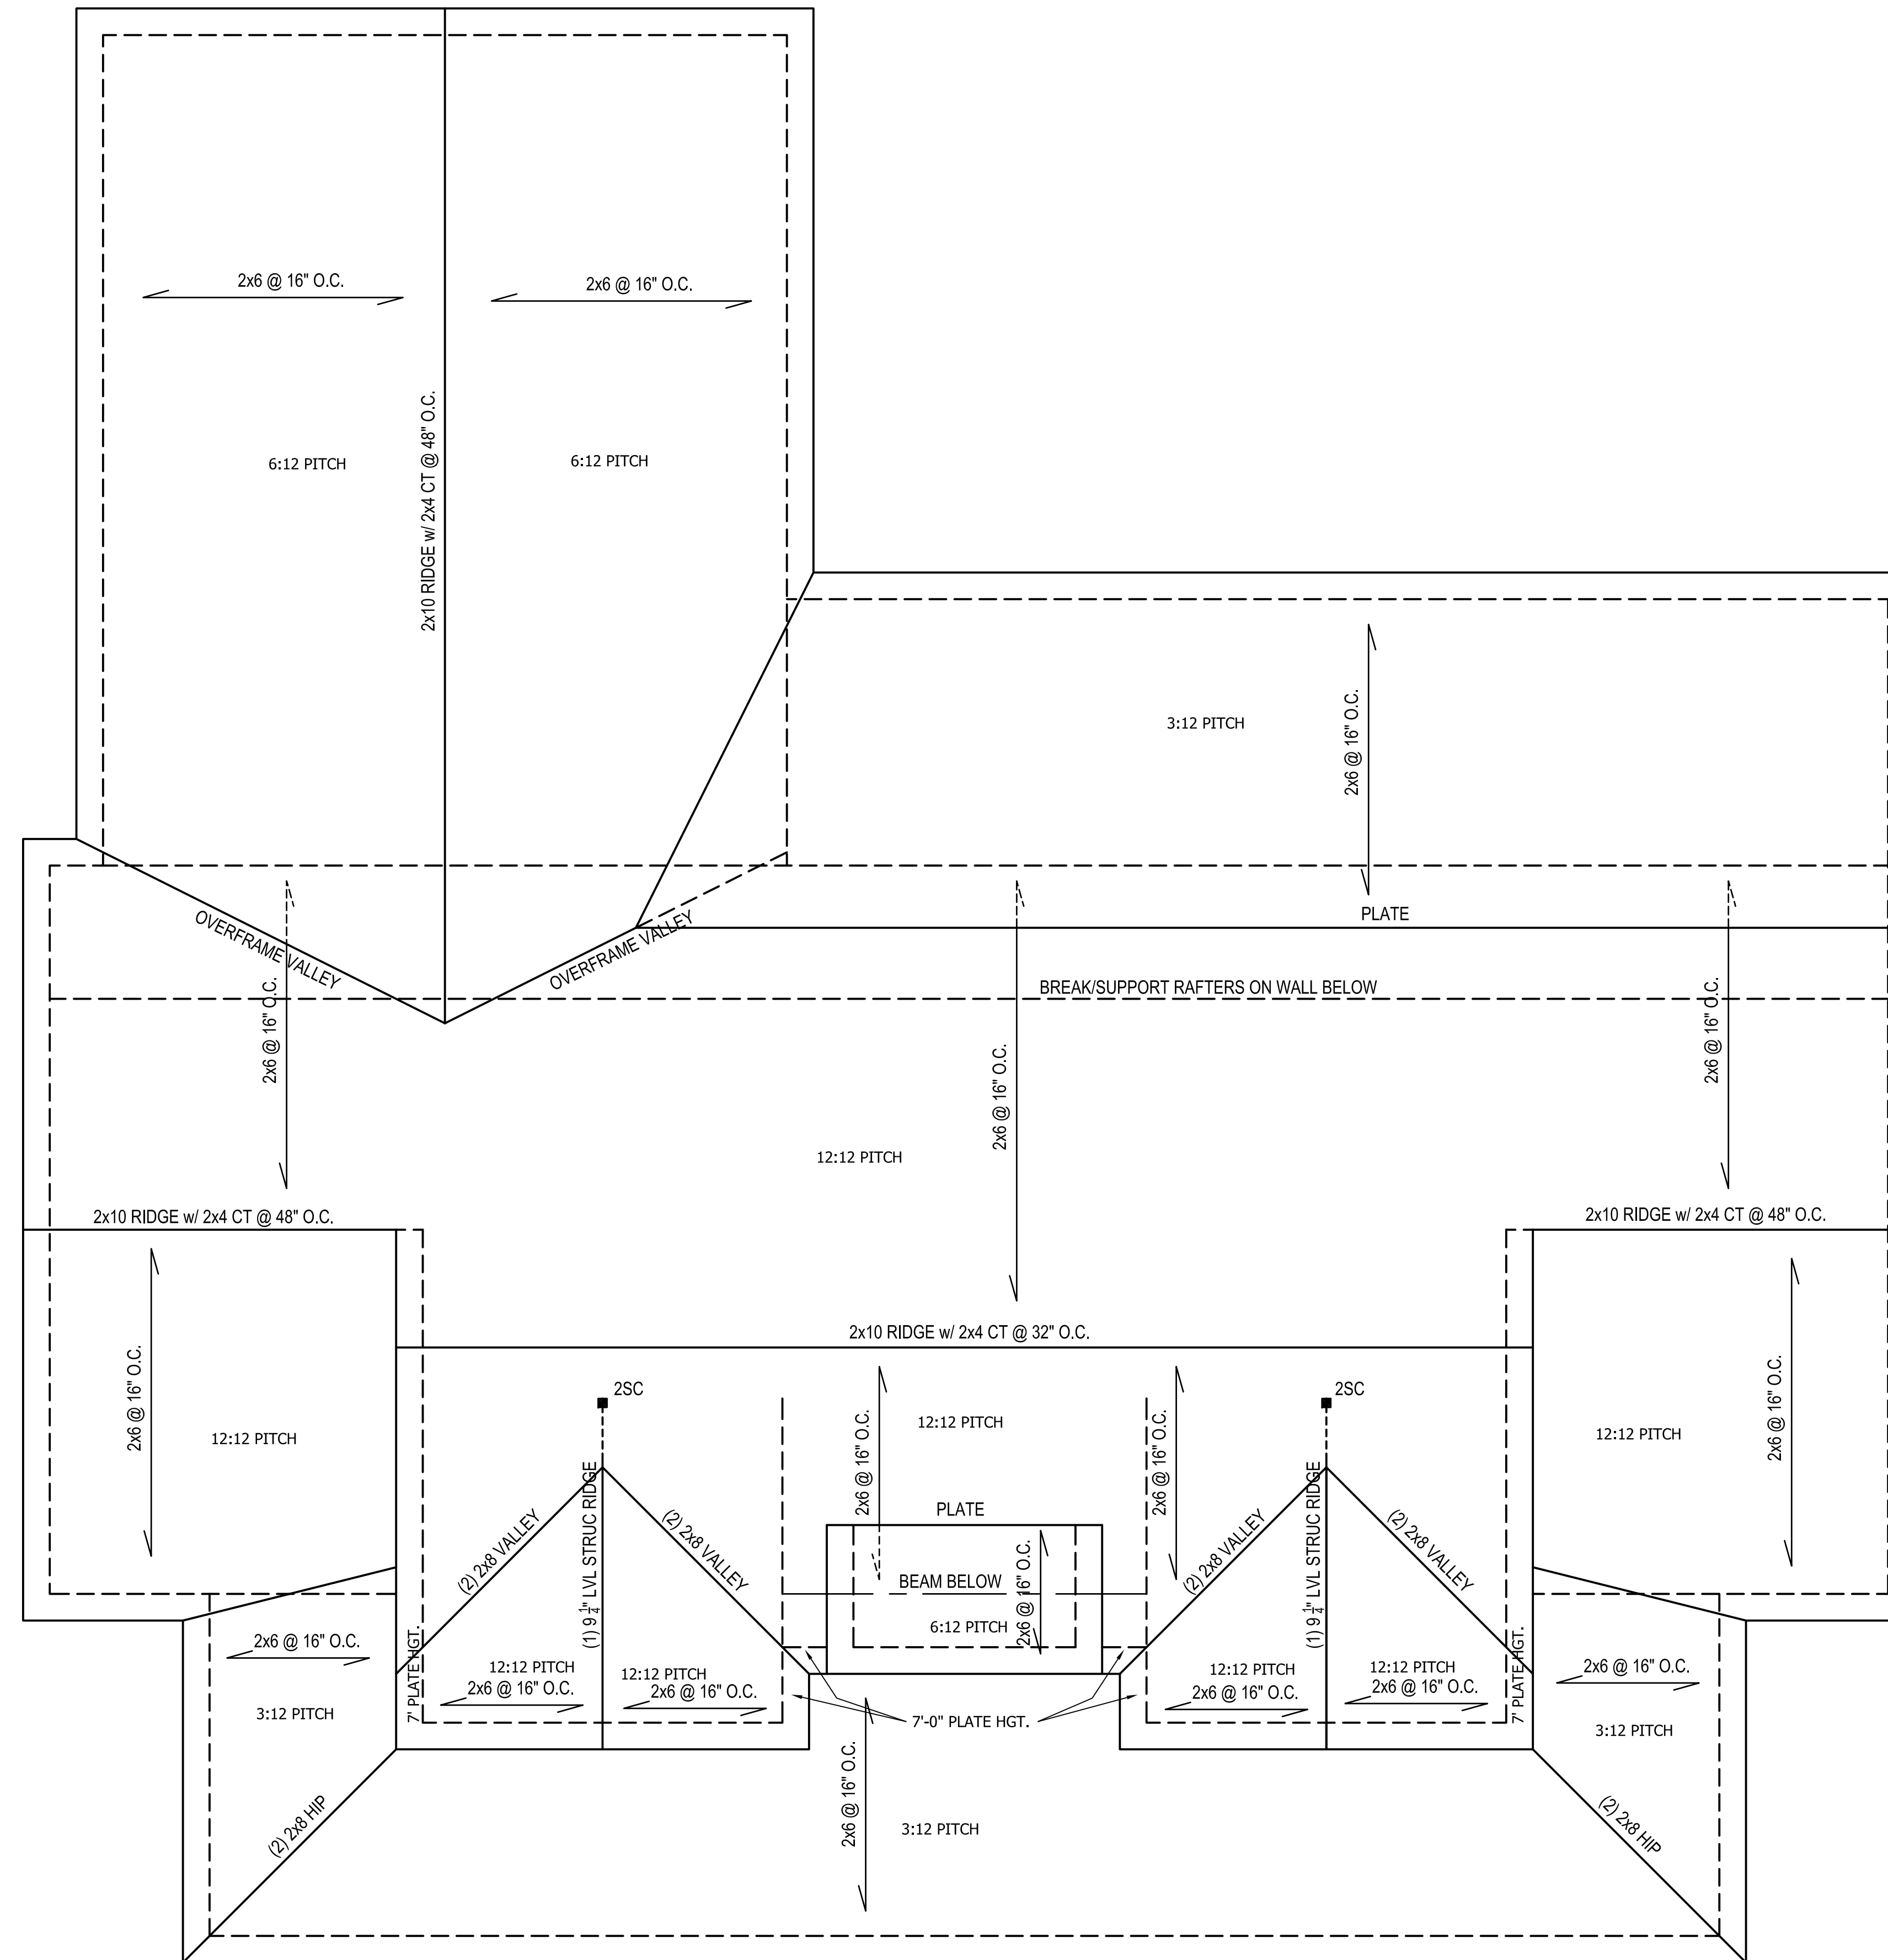 2x6 @ 16" O.C.
2x6 @ 16" O.C.
2x10 RIDGE w/ 2x4 CT @ 48" O.C.
6:12 PITCH
6:12 PITCH
3:12 PITCH
2x6 @ 16" O.C.
PLATE
OVERFRAME VALLEY
OVERFRAME VALLEY
BREAK/SUPPORT RAFTERS ON WALL BELOW
2x6 @ 16" O.C.
2x6 @ 16" O.C.
2x6 @ 16" O.C.
12:12 PITCH
2x10 RIDGE w/ 2x4 CT @ 48" O.C.
2x10 RIDGE w/ 2x4 CT @ 48" O.C.
2x10 RIDGE w/ 2x4 CT @ 32" O.C.
2x6 @ 16" O.C.
12:12 PITCH
2SC
2SC
12:12 PITCH
2x6 @ 16" O.C.
2x6 @ 16" O.C.
12:12 PITCH
2x6 @ 16" O.C.
PLATE
(2) 2x8 VALLEY
(1) 9 1/4" LVL STRUC RIDGE
(2) 2x8 VALLEY
(2) 2x8 VALLEY
(1) 9 1/4" LVL STRUC RIDGE
(2) 2x8 VALLEY
BEAM BELOW
2x6 @ 16" O.C.
6:12 PITCH
2x6 @ 16" O.C.
3:12 PITCH
7' PLATE HGT.
12:12 PITCH
2x6 @ 16" O.C.
12:12 PITCH
2x6 @ 16" O.C.
7'-0" PLATE HGT.
12:12 PITCH
2x6 @ 16" O.C.
12:12 PITCH
2x6 @ 16" O.C.
7' PLATE HGT.
2x6 @ 16" O.C.
3:12 PITCH
(2) 2x8 HIP
2x6 @ 16" O.C.
3:12 PITCH
(2) 2x8 HIP